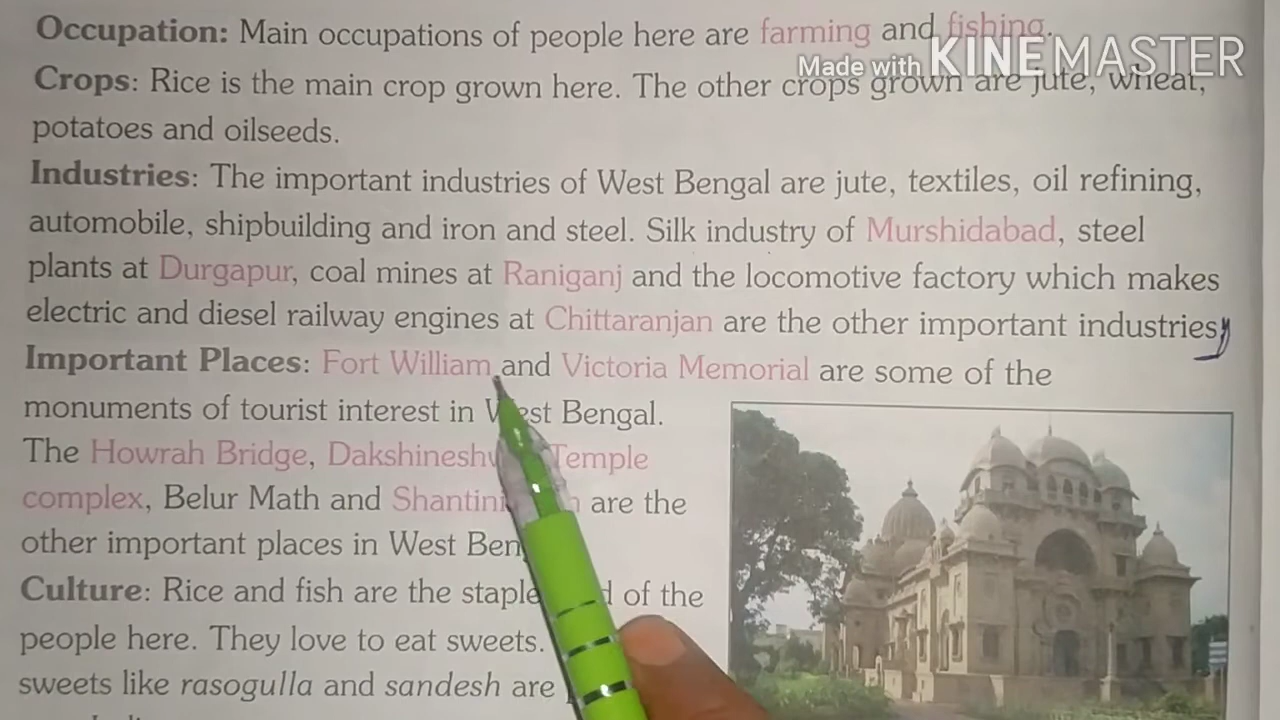 Occupation: Main occupations of people here are farming and fishing.
Made with KINEMASTER
Crops: Rice is the main crop grown here. The other crops grown are jute, wheat,
potatoes and oilseeds.
Industries: The important industries of West Bengal are jute, textiles, oil refining,
automobile, shipbuilding and iron and steel. Silk industry of Murshidabad, steel
plants at Durgapur, coal mines at Raniganj and the locomotive factory which makes
electric and diesel railway engines at Chittaranjan are the other important industries
Important Places: Fort William and Victoria Memorial are some of the
monuments of tourist interest in West Bengal.
The Howrah Bridge, Temple
complex, Belur Math and are the
other important places in West
Culture: Rice and fish are the staple of the
people here. They love to eat sweets.
sweets like rasogulla and sandesh are